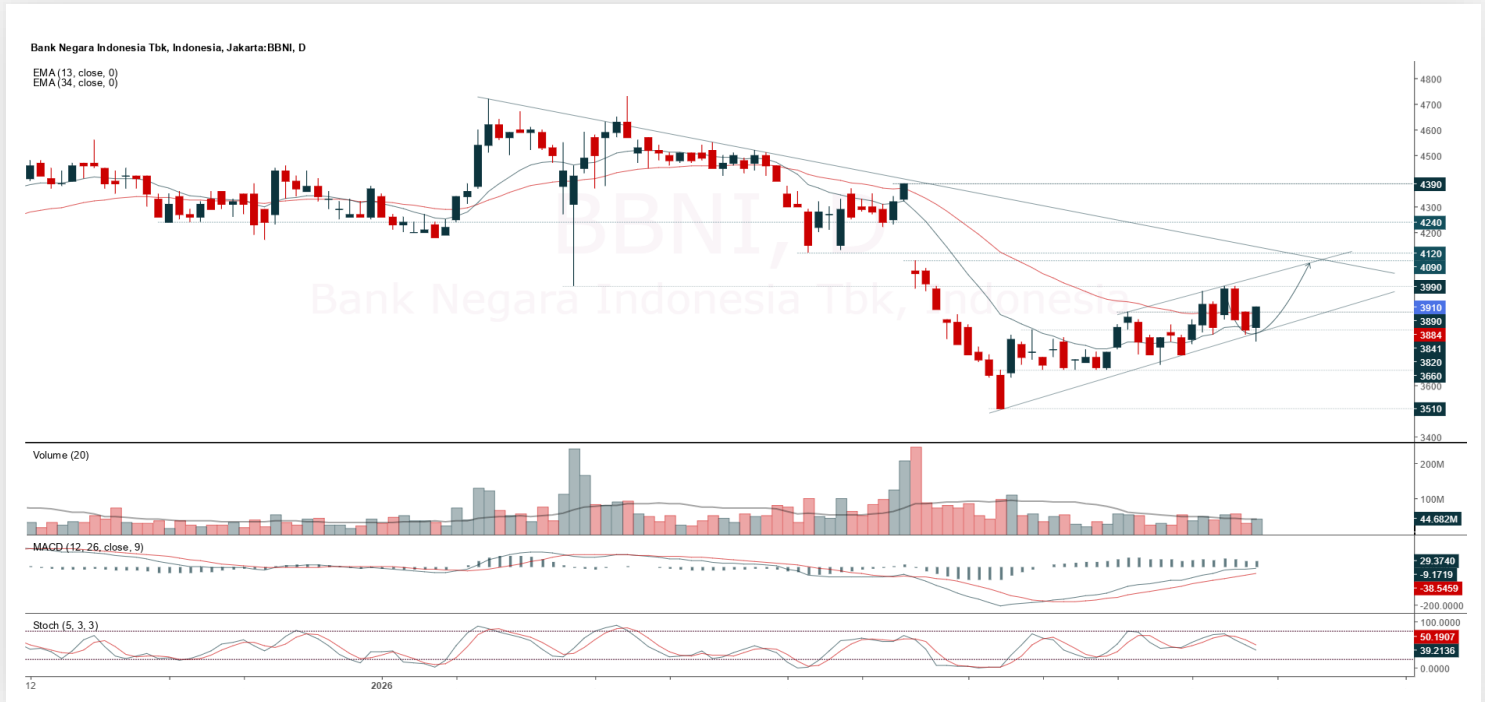 Bank Negara Indonesia Tbk, Indonesia, Jakarta:BBNI, D
EMA (13, close, 0)
EMA (34, close, 0)
BBNI, D
Bank Negara Indonesia Tbk, Indonesia
4800
4700
4600
4500
4390
4300
4240
4200
4120
4090
3990
3910
3890
3884
3841
3820
3660
3600
3510
3400
Volume (20)
200M
100M
44.682M
MACD (12, 26, close, 9)
29.3740
-9.1719
-38.5459
-200.0000
Stoch (5, 3, 3)
100.0000
50.1907
39.2136
0.0000
12
2026